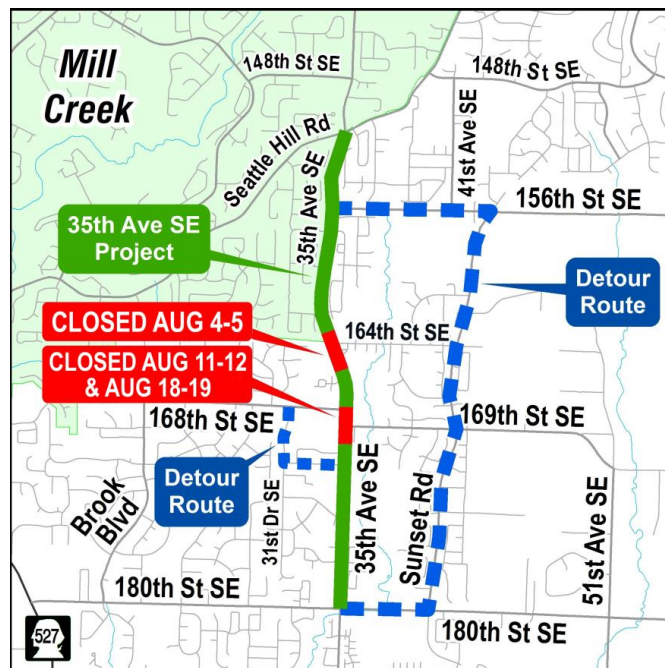 Mill
Creek
148th St SE
148th St SE
Seattle Hill Rd
41st Ave SE
35th Ave SE
156th St SE
35th Ave SE
Project
Detour
Route
CLOSED AUG 4-5
164th St SE
CLOSED AUG 11-12
& AUG 18-19
168th St SE
169th St SE
Detour
Route
31st Dr SE
35th Ave SE
Sunset Rd
51st Ave SE
Brook
Blvd
180th St SE
180th St SE
527